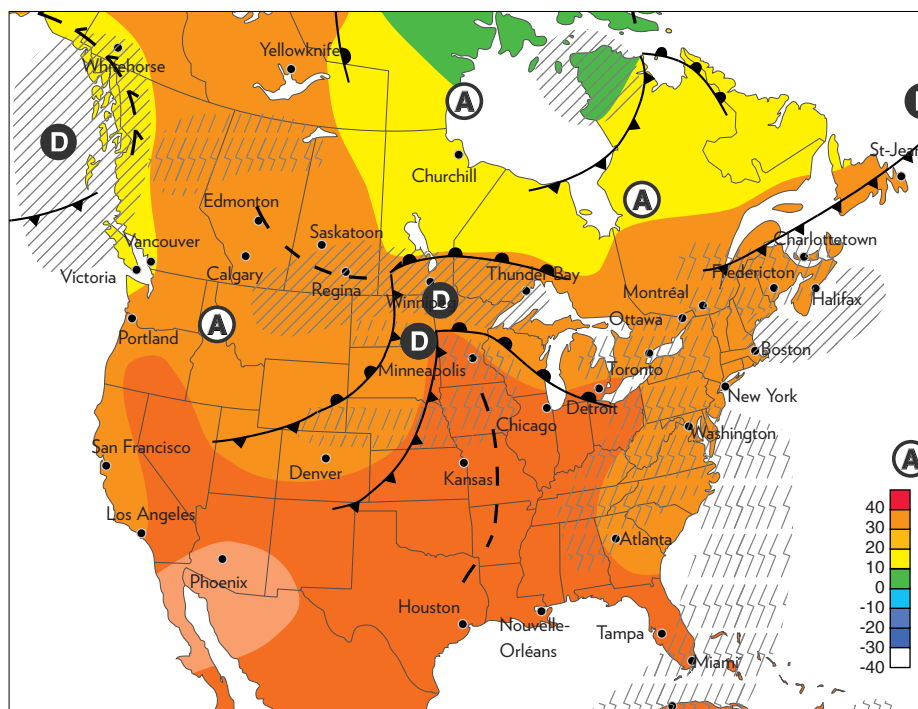 Yellowknife
Whitehorse
A
D
D
St-Jean
Churchill
A
Edmonton
Saskatoon
Charlottetown
Vancouver
Victoria
Calgary
Regina
Thunder Bay
Fredericton
Winnipeg
D
Montréal
Halifax
Ottawa
Portland
A
D
Minneapolis
Toronto
Boston
Detroit
New York
Chicago
Washington
San Francisco
Denver
Kansas
A
Los Angeles
Atlanta
Phoenix
Houston
Nouvelle-
Orléans
Tampa
Miami
40
30
20
10
0
-10
-20
-30
-40